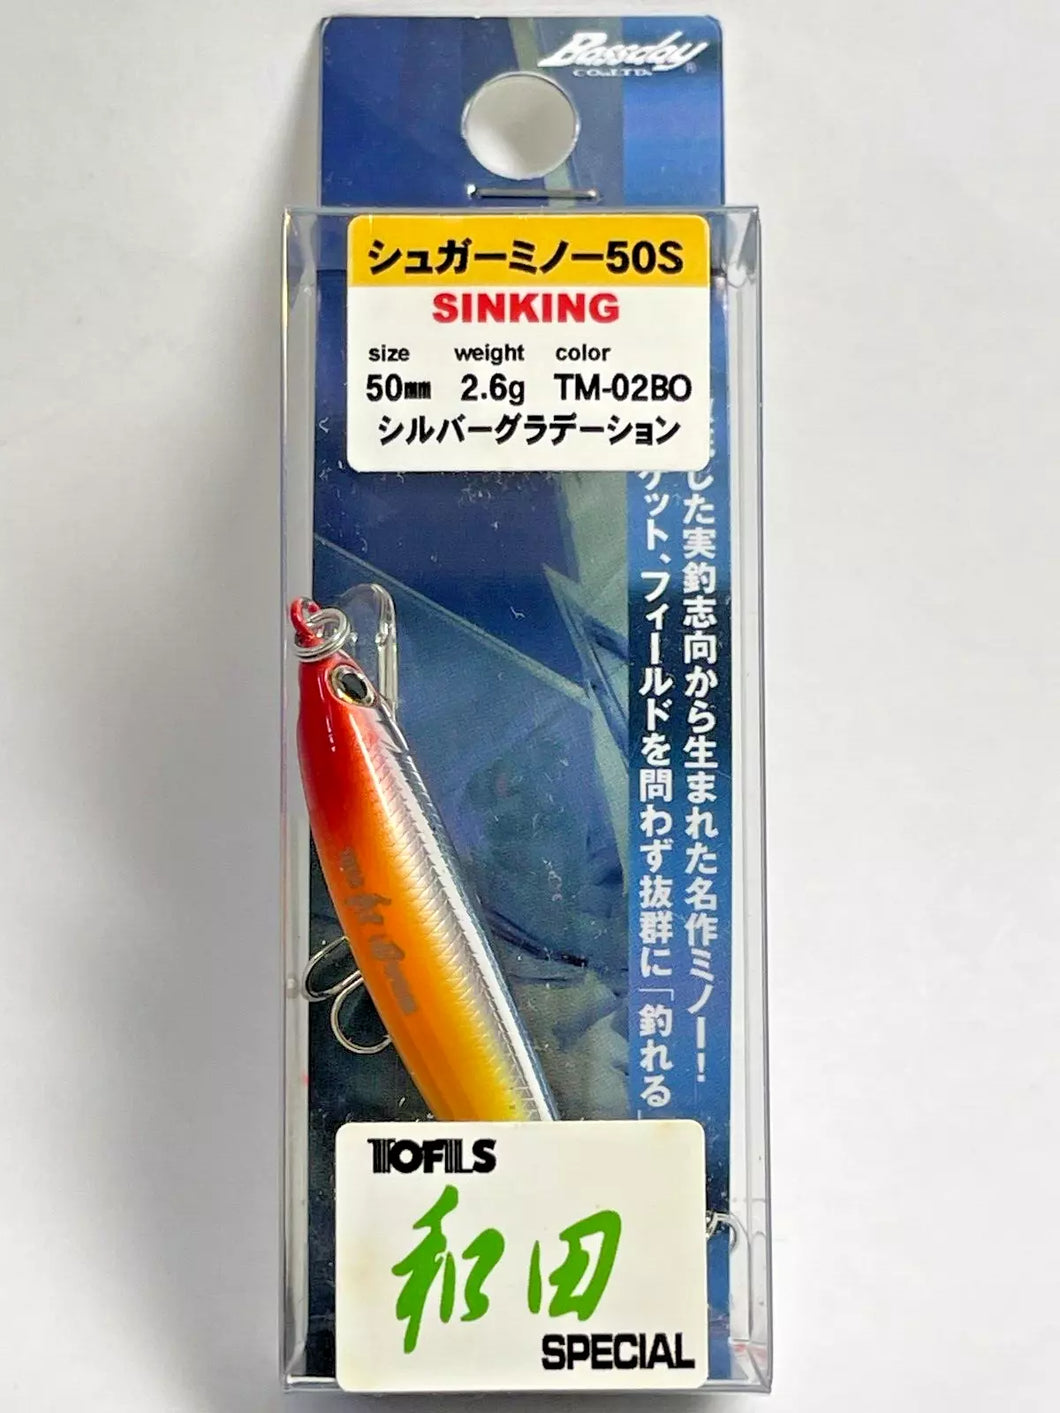 Bassday®
CO.,LTD.
シュガーミノー50S
SINKING
size weight color
50㎜ 2.6g TM-02BO
シルバーグラデーション
した実釣志向から生まれた名作ミノー!
ケット、フィールドを問わず抜群に「釣れる
和田
TOFILS
和田
SPECIAL